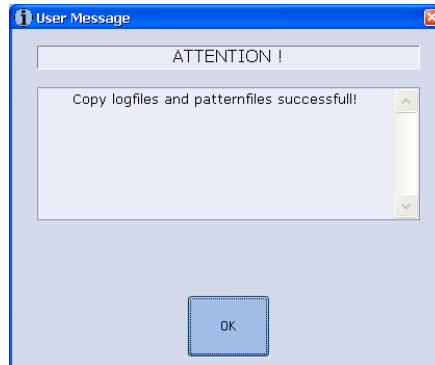 User Message
ATTENTION !
Copy logfiles and patternfiles successfull!
OK